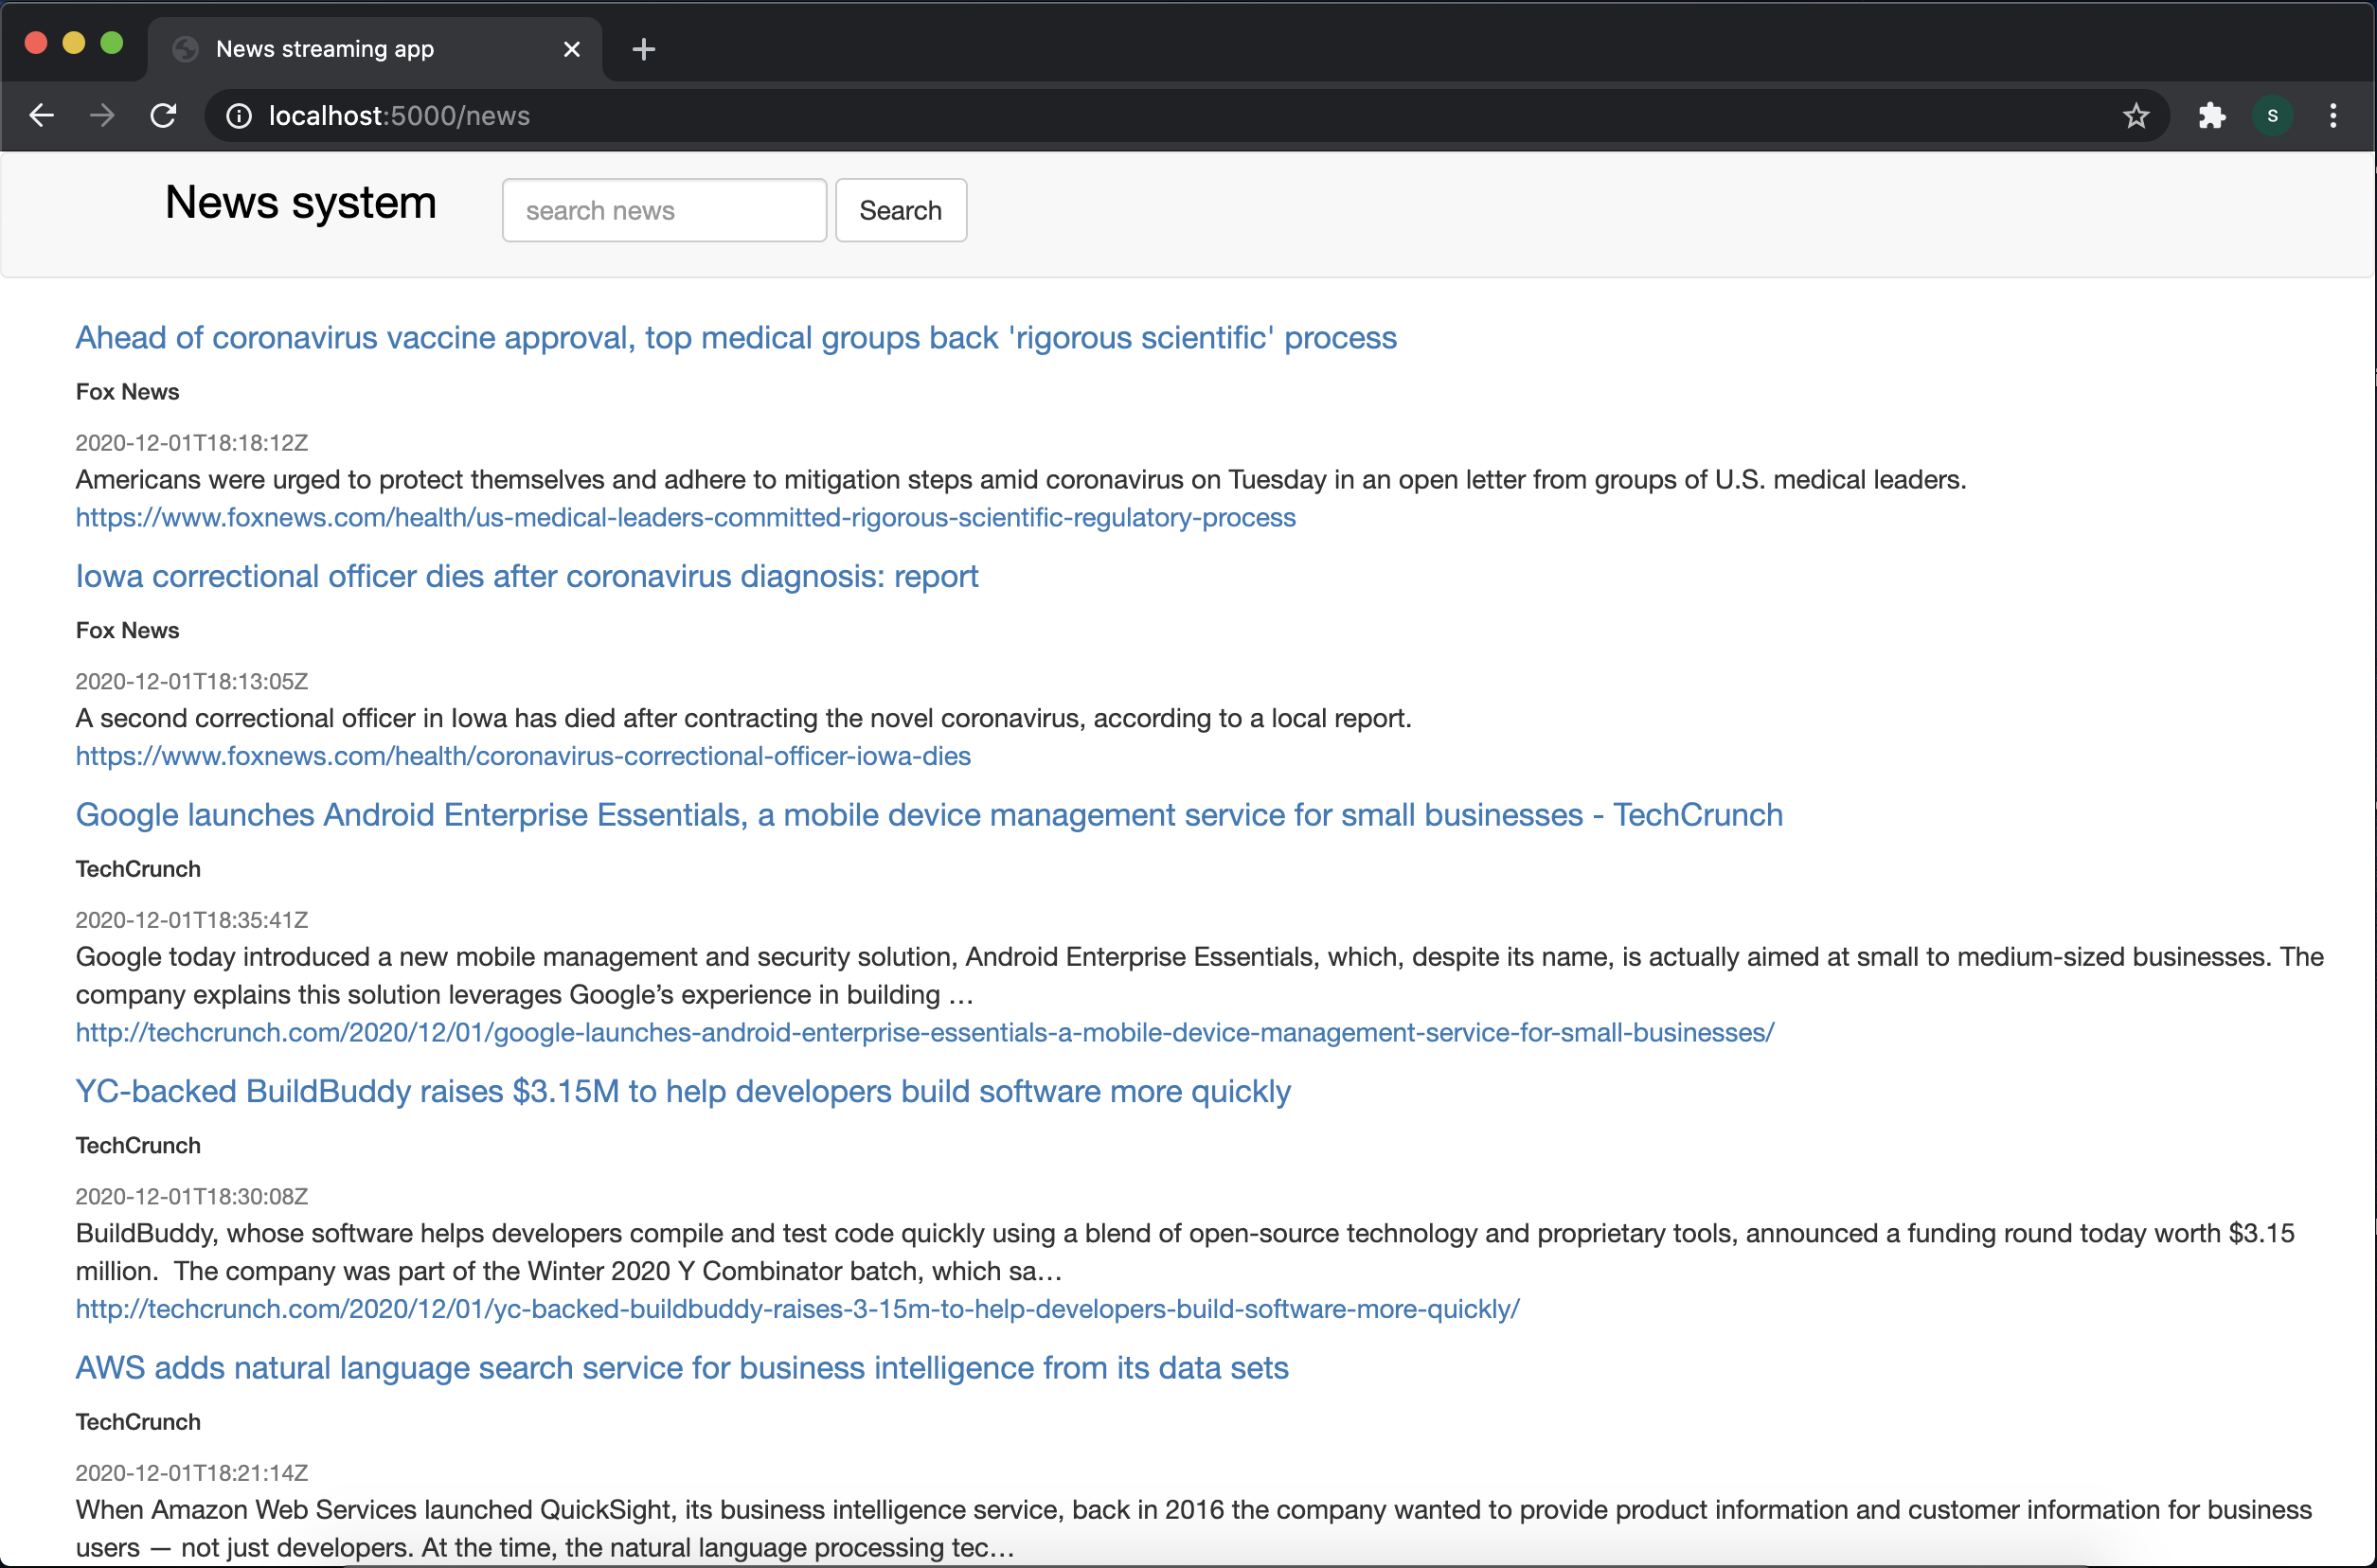 News streaming app
localhost:5000/news
S
News system
search news
Search
Ahead of coronavirus vaccine approval, top medical groups back 'rigorous scientific' process
Fox News
2020-12-01T18:18:12Z
Americans were urged to protect themselves and adhere to mitigation steps amid coronavirus on Tuesday in an open letter from groups of U.S. medical leaders.
https://www.foxnews.com/health/us-medical-leaders-committed-rigorous-scientific-regulatory-process
Iowa correctional officer dies after coronavirus diagnosis: report
Fox News
2020-12-01T18:13:05Z
A second correctional officer in Iowa has died after contracting the novel coronavirus, according to a local report.
https://www.foxnews.com/health/coronavirus-correctional-officer-iowa-dies
Google launches Android Enterprise Essentials, a mobile device management service for small businesses - TechCrunch
TechCrunch
2020-12-01T18:35:41Z
Google today introduced a new mobile management and security solution, Android Enterprise Essentials, which, despite its name, is actually aimed at small to medium-sized businesses. The
company explains this solution leverages Google’s experience in building …
http://techcrunch.com/2020/12/01/google-launches-android-enterprise-essentials-a-mobile-device-management-service-for-small-businesses/
YC-backed BuildBuddy raises $3.15M to help developers build software more quickly
TechCrunch
2020-12-01T18:30:08Z
BuildBuddy, whose software helps developers compile and test code quickly using a blend of open-source technology and proprietary tools, announced a funding round today worth $3.15
million.  The company was part of the Winter 2020 Y Combinator batch, which sa…
http://techcrunch.com/2020/12/01/yc-backed-buildbuddy-raises-3-15m-to-help-developers-build-software-more-quickly/
AWS adds natural language search service for business intelligence from its data sets
TechCrunch
2020-12-01T18:21:14Z
When Amazon Web Services launched QuickSight, its business intelligence service, back in 2016 the company wanted to provide product information and customer information for business
users — not just developers. At the time, the natural language processing tec…